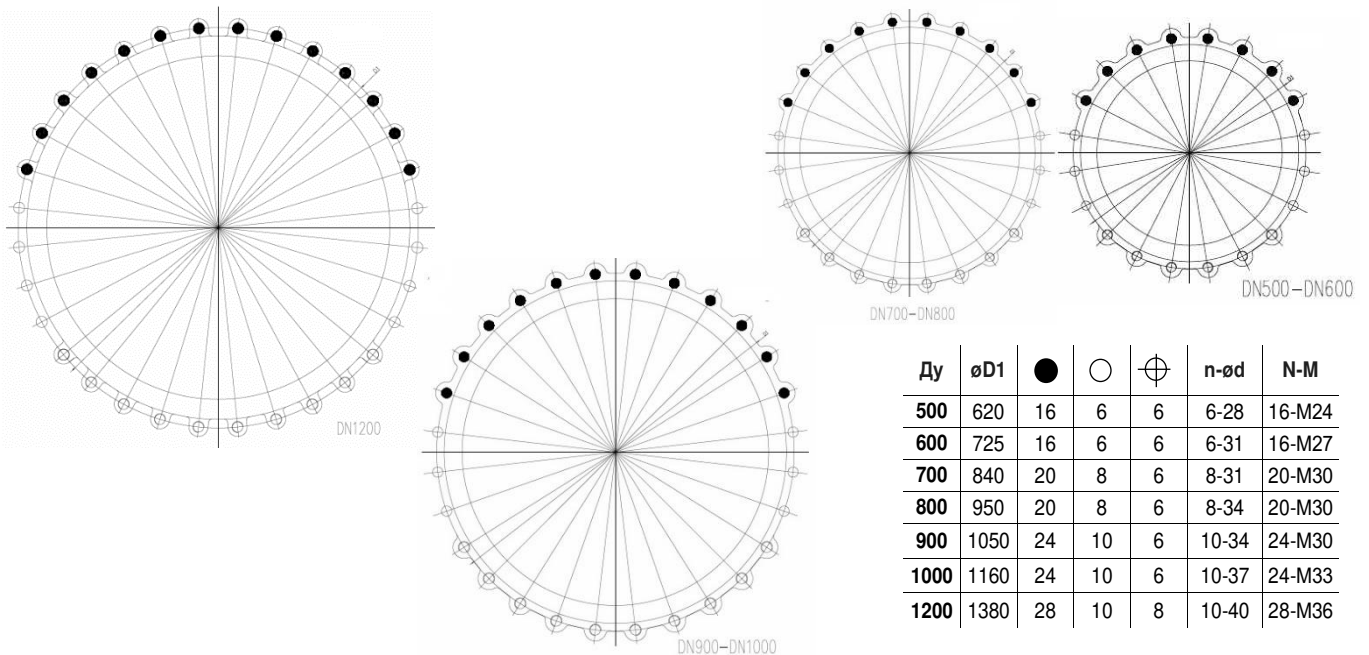 DN1200
DN900-DN1000
DN700-DN800
DN500-DN600
Ду øD1 n-ød N-M
500 620 16 6 6 6-28 16-M24
600 725 16 6 6 6-31 16-M27
700 840 20 8 6 8-31 20-M30
800 950 20 8 6 8-34 20-M30
900 1050 24 10 6 10-34 24-M30
1000 1160 24 10 6 10-37 24-M33
1200 1380 28 10 8 10-40 28-M36